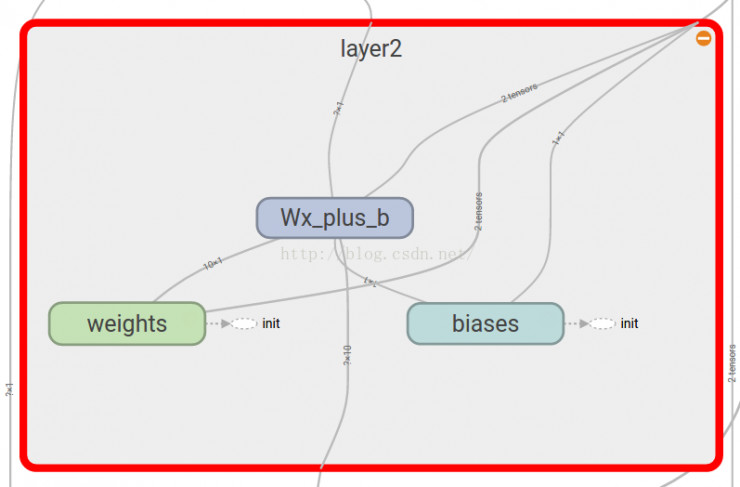 layer2
2 tensors
?×1
1×1
2 tensors
Wx_plus_b
http://blog.csdn.net/
10×1
weights
init
biases
init
?×10
?×1
2 tensors